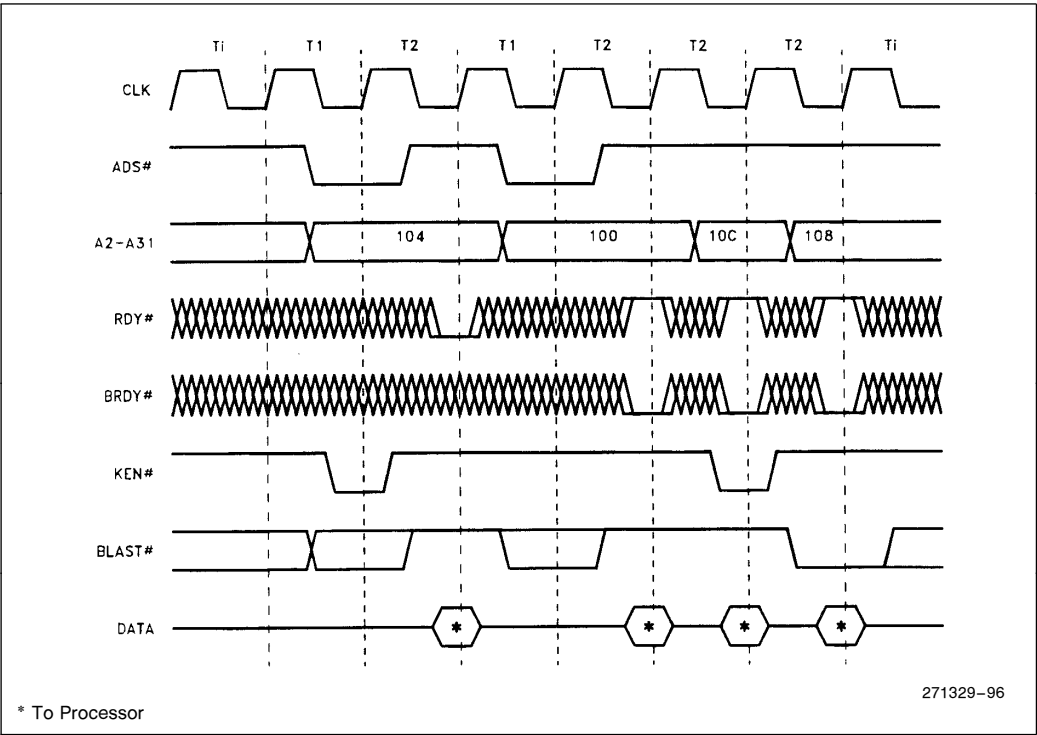 Ti T1 T2 T1 T2 T2 T2 Ti
CLK
ADS#
A2-A31 104 100 10C 108
RDY#
BRDY#
KEN#
BLAST#
DATA * * * *
271329-96
* To Processor